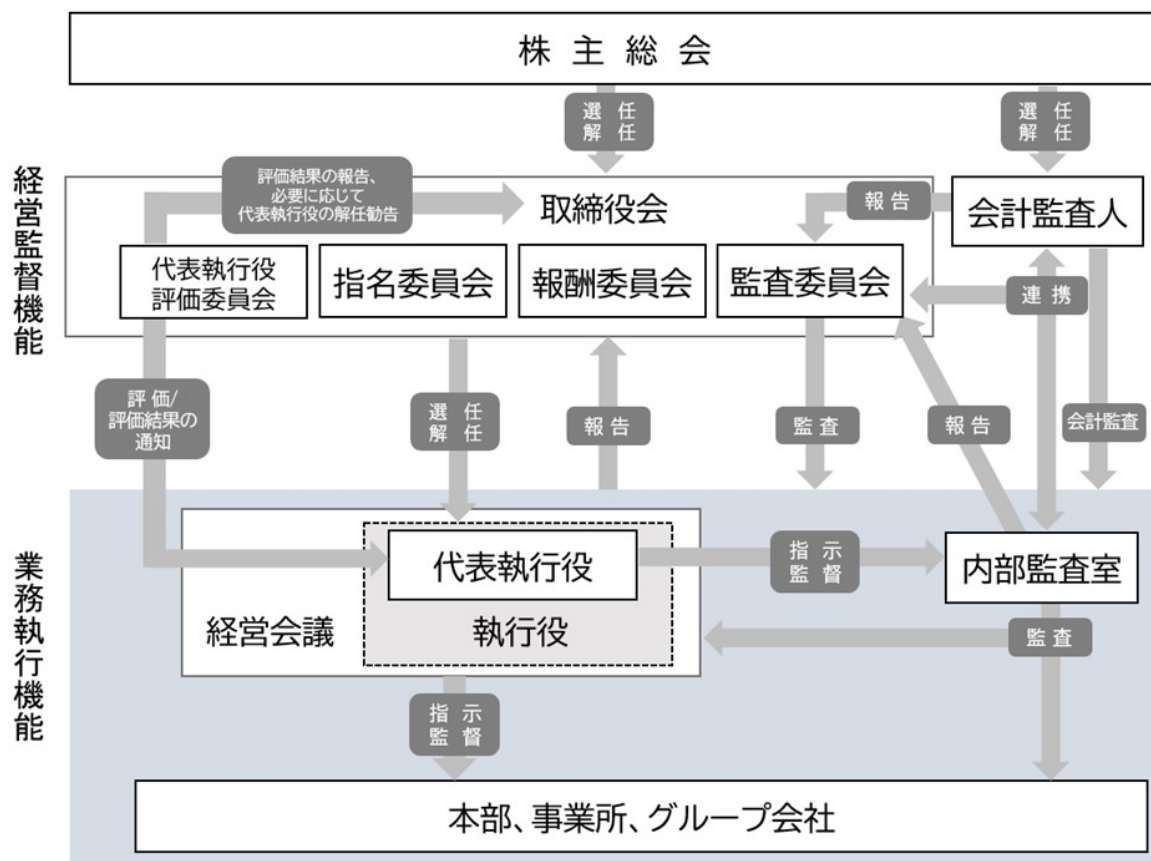 株主総会
選任
解任
選任
解任
経営監督機能
評価結果の報告、
必要に応じて
代表執行役の解任勧告
取締役会
報告
会計監査人
代表執行役
評価委員会
指名委員会
報酬委員会
監査委員会
連携
評価/
評価結果の
通知
選任
解任
報告
監査
報告
会計監査
業務執行機能
代表執行役
指示
監督
内部監査室
経営会議
執行役
監査
指示
監督
本部、事業所、グループ会社